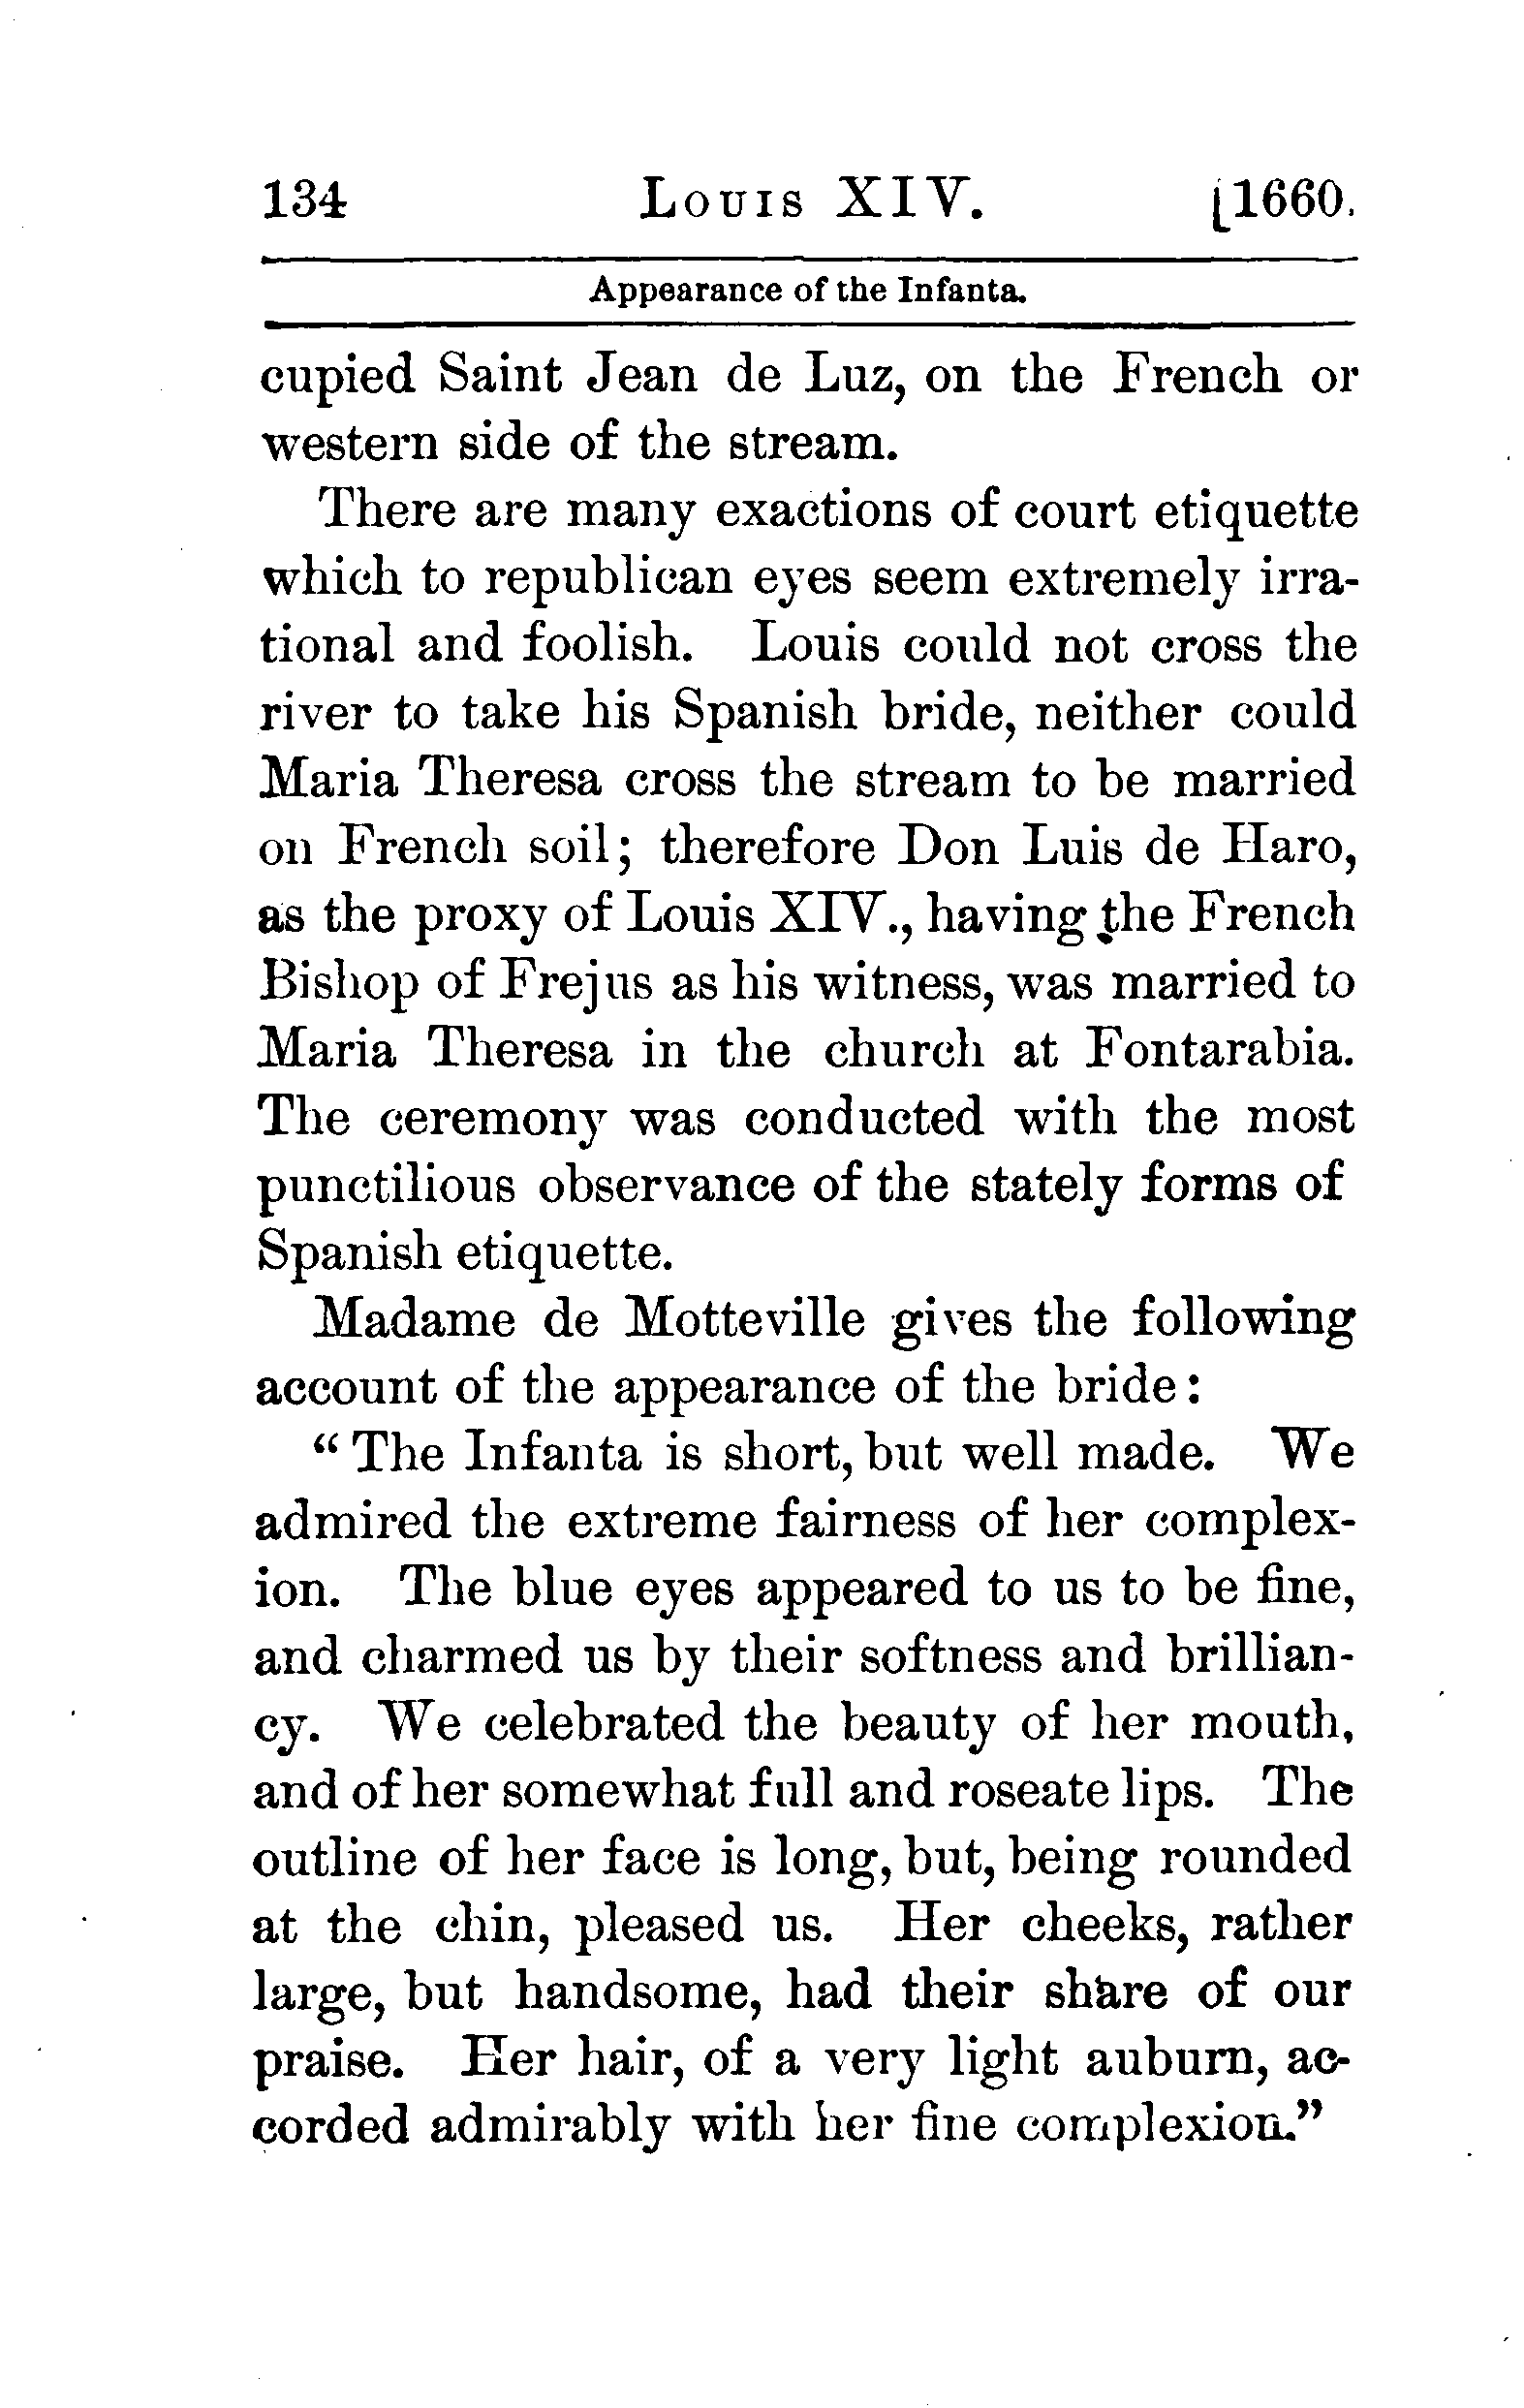 134 Louis XIV. [1660.
Appearance of the Infanta.
cupied Saint Jean de Luz, on the French or
western side of the stream.
There are many exactions of court etiquette
which to republican eyes seem extremely irra-
tional and foolish. Louis could not cross the
river to take his Spanish bride, neither could
Maria Theresa cross the stream to be married
on French soil; therefore Don Luis de Haro,
as the proxy of Louis XIV., having the French
Bishop of Frejus as his witness, was married to
Maria Theresa in the church at Fontarabia.
The ceremony was conducted with the most
punctilious observance of the stately forms of
Spanish etiquette.
Madame de Motteville gives the following
account of the appearance of the bride:
“The Infanta is short, but well made. We
admired the extreme fairness of her complex-
ion. The blue eyes appeared to us to be fine,
and charmed us by their softness and brillian-
cy. We celebrated the beauty of her mouth,
and of her somewhat full and roseate lips. The
outline of her face is long, but, being rounded
at the chin, pleased us. Her cheeks, rather
large, but handsome, had their share of our
praise. Her hair, of a very light auburn, ac-
corded admirably with her fine complexion.”